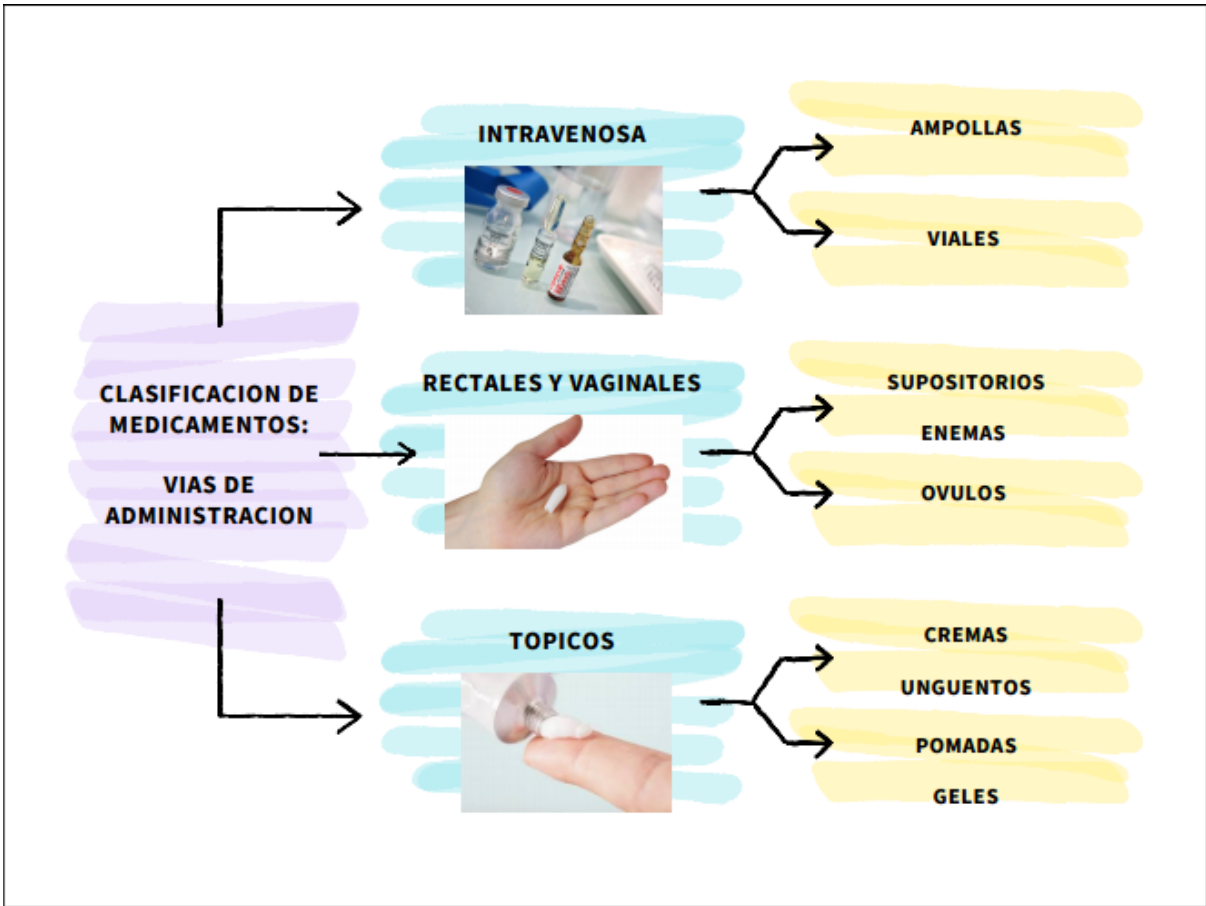 CLASIFICACION DE
MEDICAMENTOS:
VIAS DE
ADMINISTRACION
INTRAVENOSA
AMPOLLAS
VIALES
RECTALES Y VAGINALES
SUPOSITORIOS
ENEMAS
OVULOS
TOPICOS
CREMAS
UNGUENTOS
POMADAS
GELES